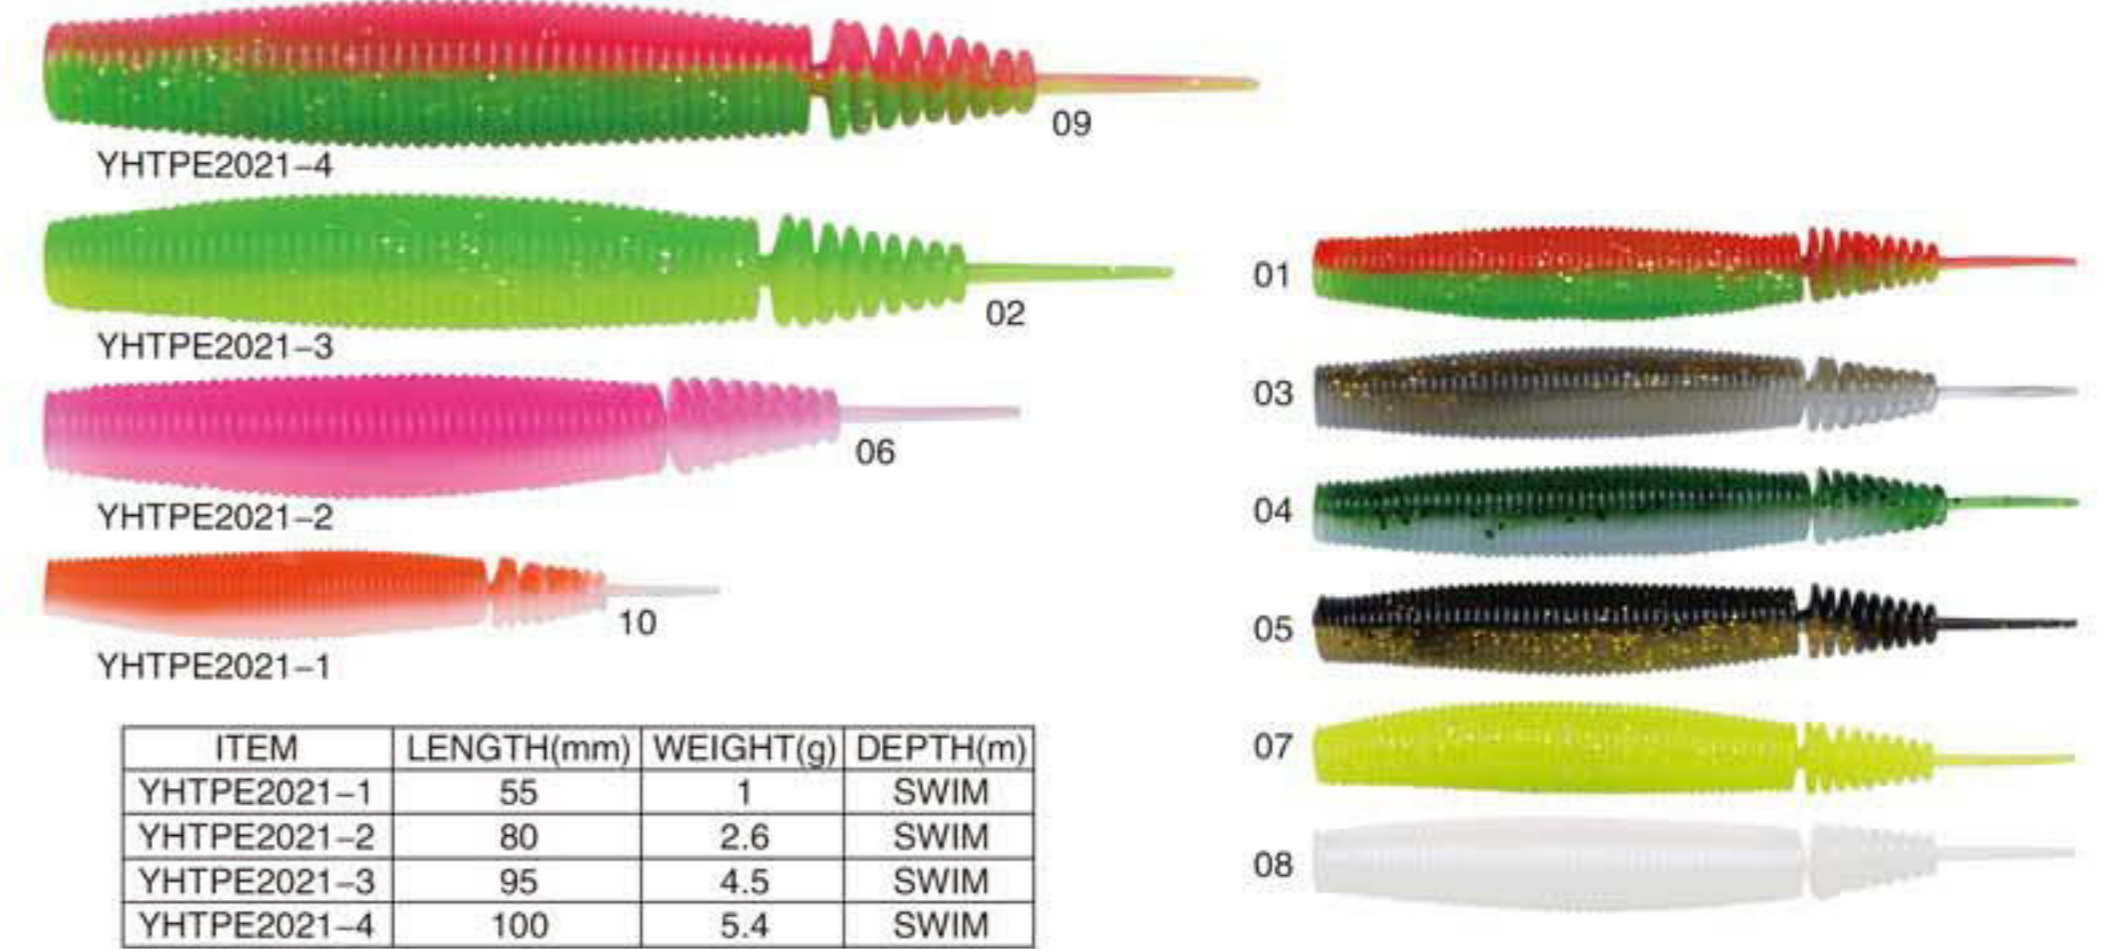 09
YHTPE2021-4
02
YHTPE2021-3
06
YHTPE2021-2
10
YHTPE2021-1
01
03
04
05
07
08
ITEM LENGTH(mm) WEIGHT(g) DEPTH(m)
YHTPE2021-1 55 1 SWIM
YHTPE2021-2 80 2.6 SWIM
YHTPE2021-3 95 4.5 SWIM
YHTPE2021-4 100 5.4 SWIM